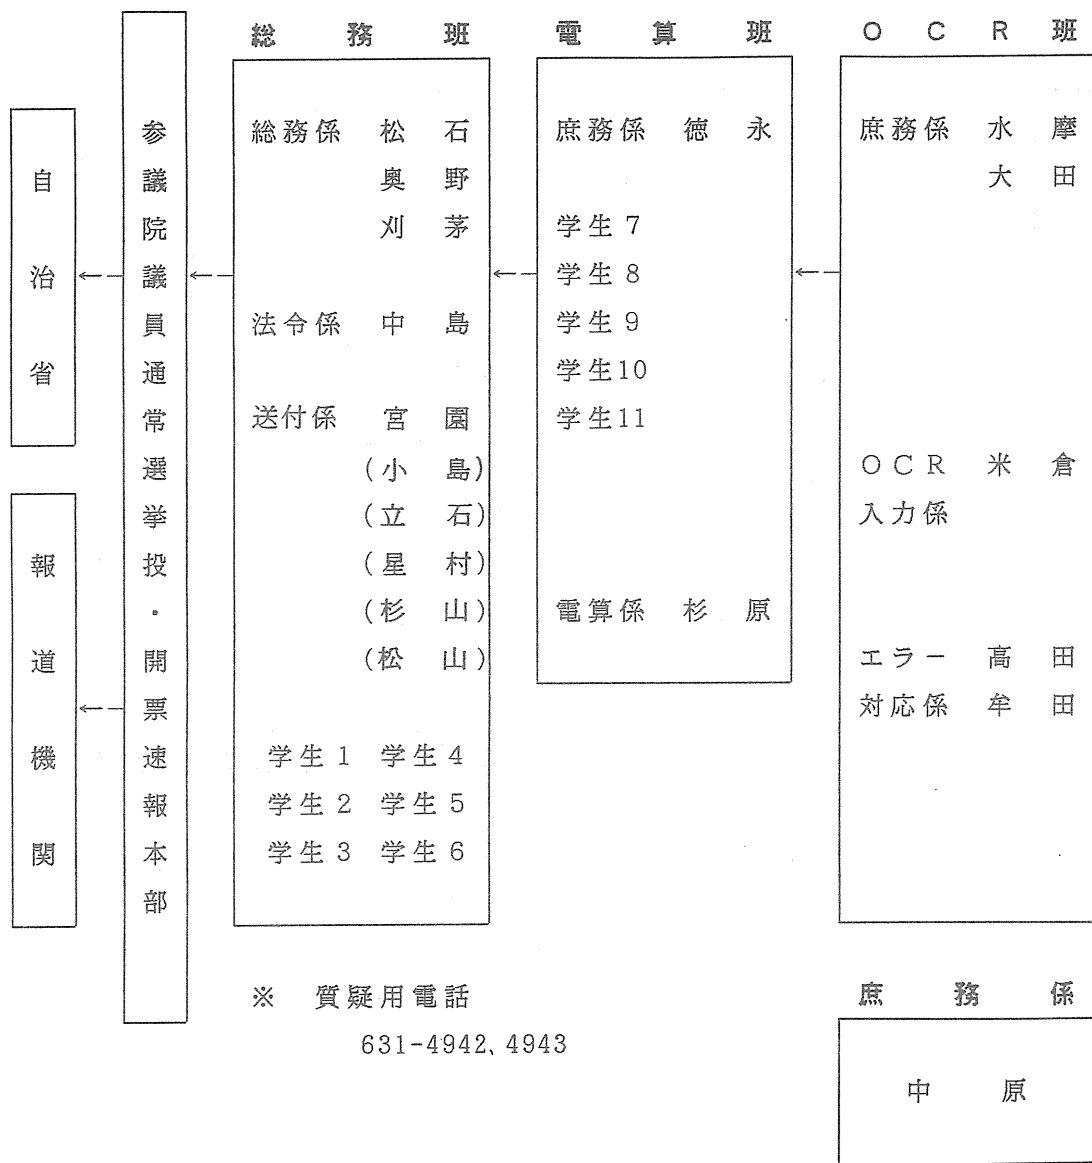 自治省
報道機関
参議院議員通常選挙投・開票速報本部
総務班
総務係 松石
奥野
刈茅
法令係 中島
送付係 宮園
(小島)
(立石)
(星村)
(杉山)
(松山)
学生1 学生4
学生2 学生5
学生3 学生6
電算班
庶務係 徳永
学生7
学生8
学生9
学生10
学生11
電算係 杉原
OCR班
庶務係 水摩
大田
OCR 米倉
入力係
エラー 高田
対応係 牟田
※ 質疑用電話
631-4942、4943
庶務係
中原